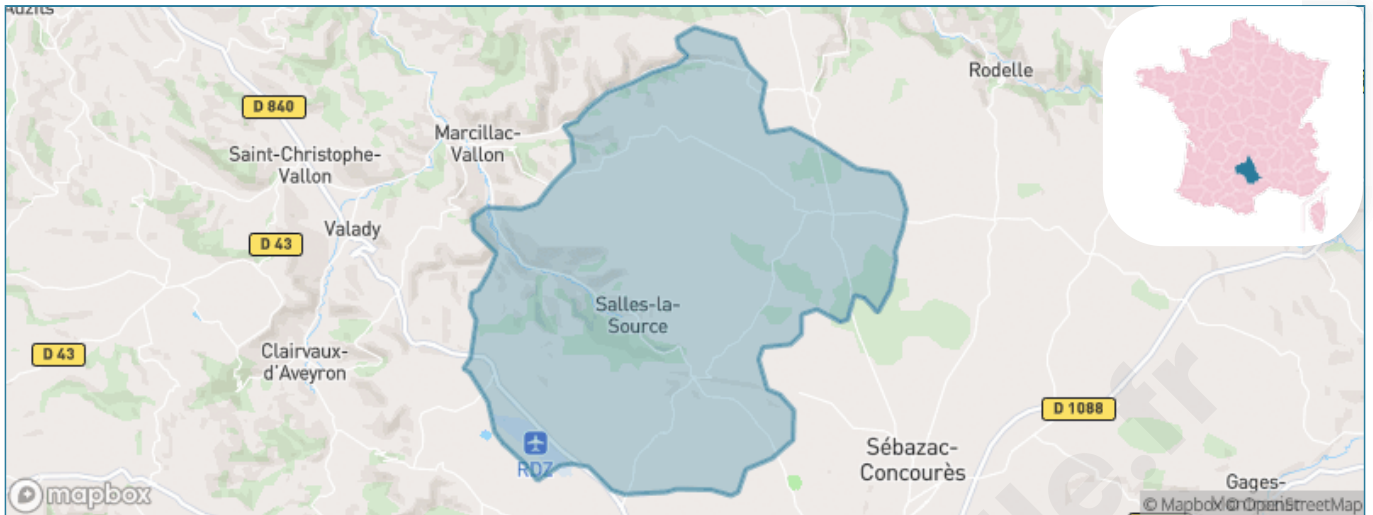 Auzits
Rodelle
D 840
Marcillac-
Vallon
Saint-Christophe-
Vallon
Valady
D 43
Salles-la-
Source
D 43
Clairvaux-
d'Aveyron
D 1088
RDZ
Sébazac-
Concourès
Gages-
mapbox
© Mapbox © OpenStreetMap